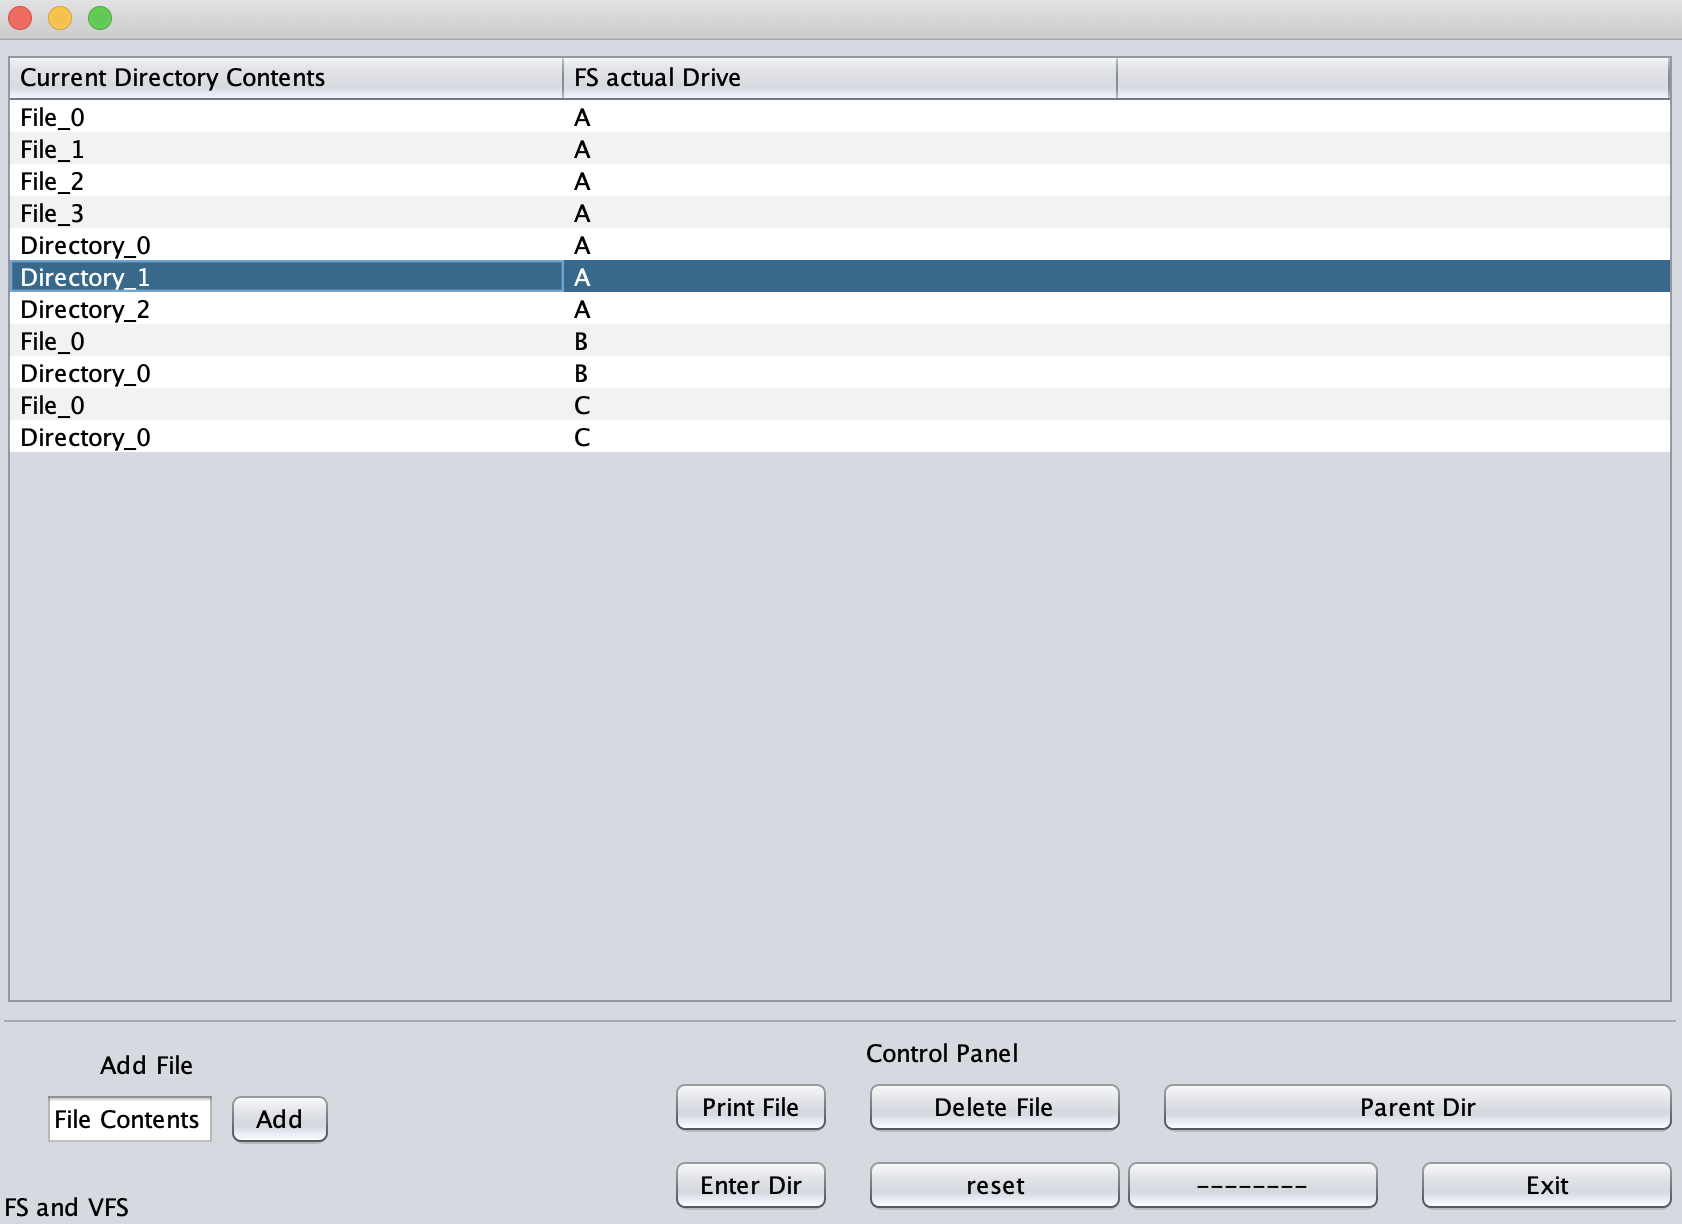 Current Directory Contents FS actual Drive
File_0 A
File_1 A
File_2 A
File_3 A
Directory_0 A
Directory_1 A
Directory_2 A
File_0 B
Directory_0 B
File_0 C
Directory_0 C
Add File
File Contents Add
Control Panel
Print File Delete File Parent Dir
Enter Dir reset -------- Exit
FS and VFS